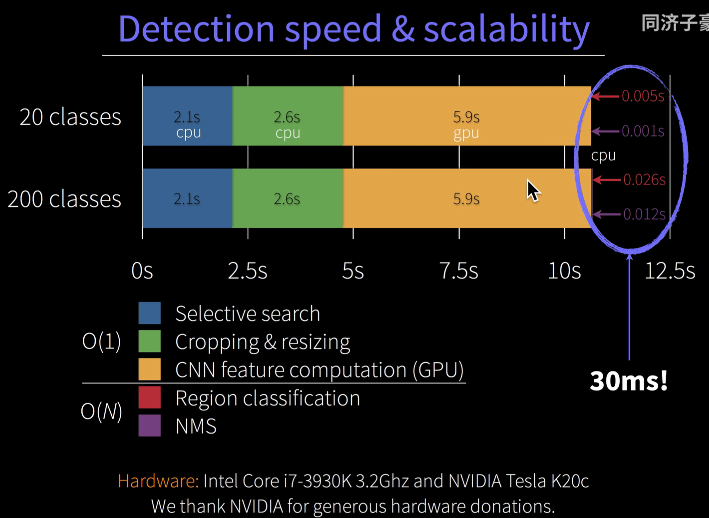 Detection speed & scalability
同济子豪
20 classes
2.1s
cpu
2.6s
cpu
5.9s
gpu
0.005s
0.001s
cpu
200 classes
2.1s
2.6s
5.9s
0.026s
0.012s
0s 2.5s 5s 7.5s 10s 12.5s
O(1)
Selective search
Cropping & resizing
CNN feature computation (GPU)
O(N)
Region classification
NMS
30ms!
Hardware: Intel Core i7-3930K 3.2Ghz and NVIDIA Tesla K20c
We thank NVIDIA for generous hardware donations.